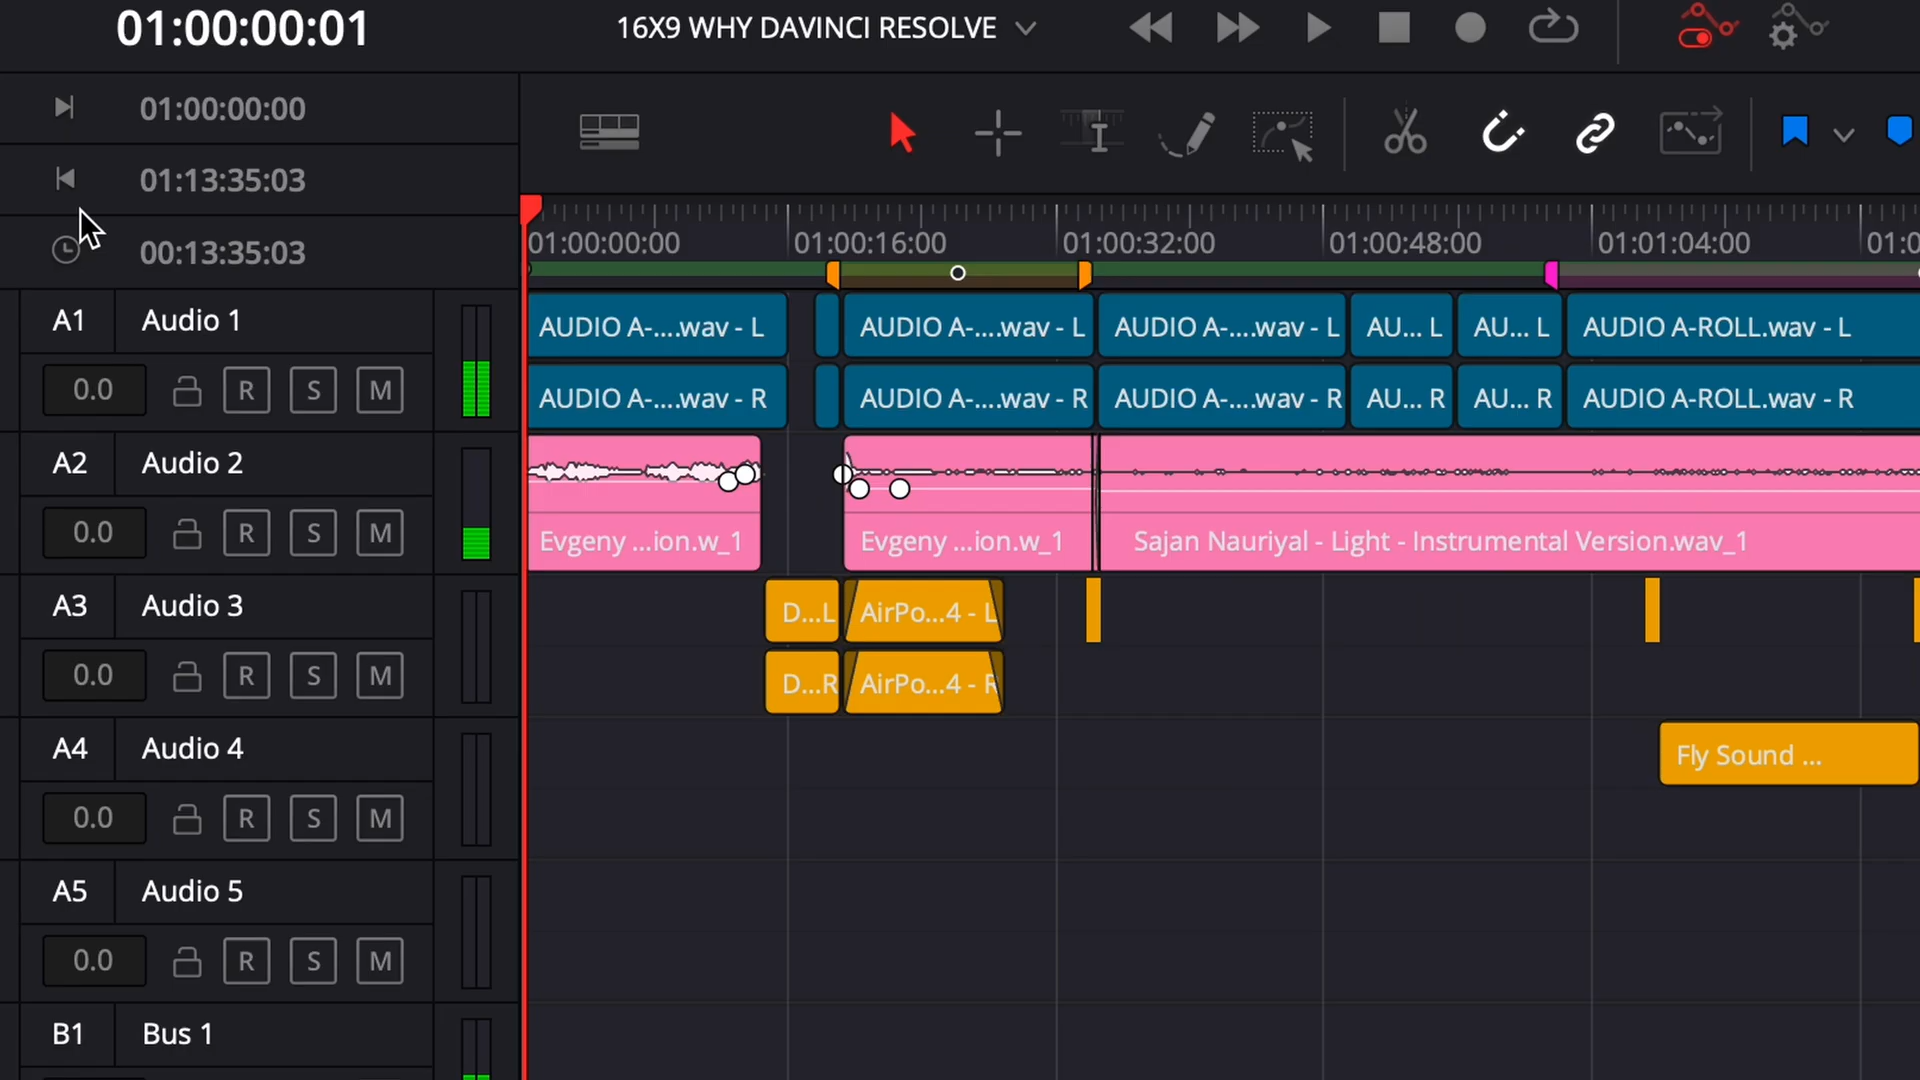 01:00:00:01
16X9 WHY DAVINCI RESOLVE
01:00:00:00
01:13:35:03
00:13:35:03
01:00:00:00 01:00:16:00 01:00:32:00 01:00:48:00 01:01:04:00 01:0
A1 Audio 1
0.0 R S M
AUDIO A-....wav - L AUDIO A-....wav - L AUDIO A-....wav - L AU... L AU... L AUDIO A-ROLL.wav - L
AUDIO A-....wav - R AUDIO A-....wav - R AUDIO A-....wav - R AU... R AU... R AUDIO A-ROLL.wav - R
A2 Audio 2
0.0 R S M
Evgeny ...ion.w_1 Evgeny ...ion.w_1 Sajan Nauriyal - Light - Instrumental Version.wav_1
A3 Audio 3
0.0 R S M
D...L AirPo...4 - L
D...R AirPo...4 - R
A4 Audio 4
0.0 R S M
Fly Sound ...
A5 Audio 5
0.0 R S M
B1 Bus 1